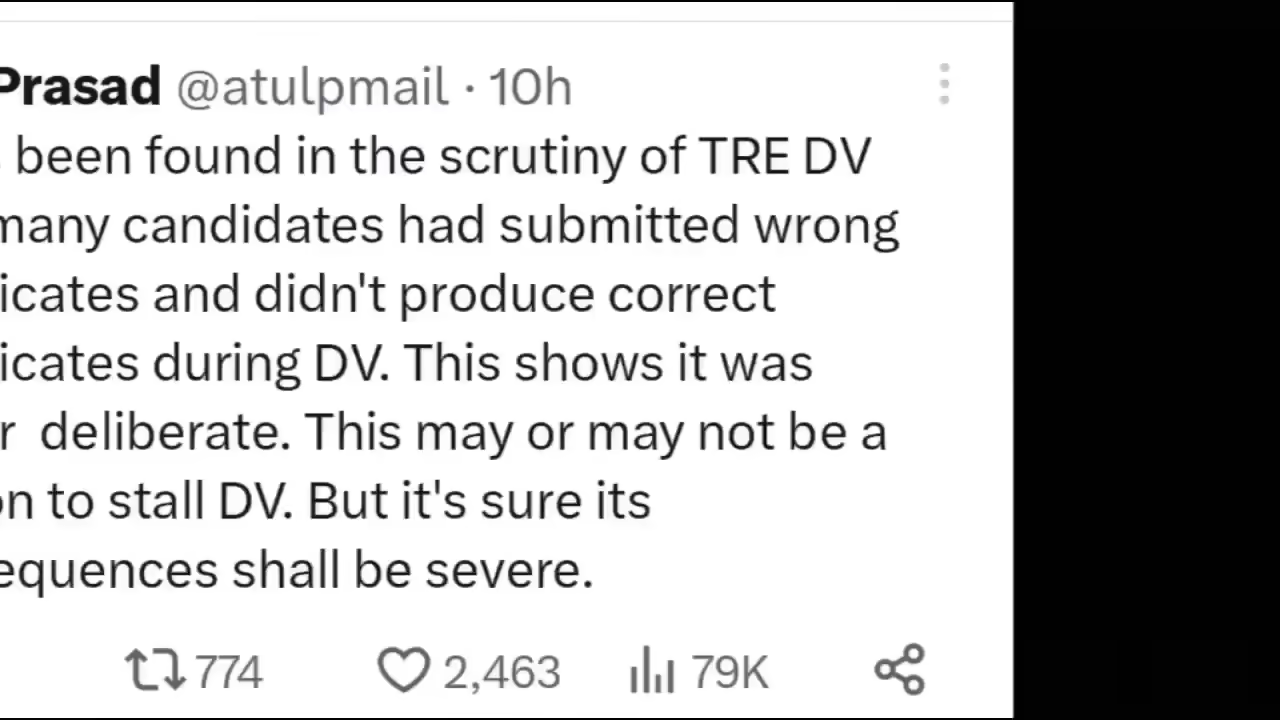 Prasad @atulpmail · 10h
been found in the scrutiny of TRE DV
many candidates had submitted wrong
icates and didn't produce correct
icates during DV. This shows it was
r deliberate. This may or may not be a
on to stall DV. But it's sure its
equences shall be severe.
774 2,463 79K